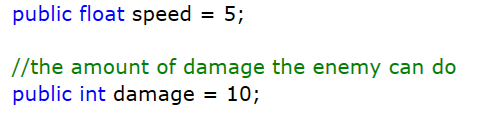 public float speed = 5;
//the amount of damage the enemy can do
public int damage = 10;